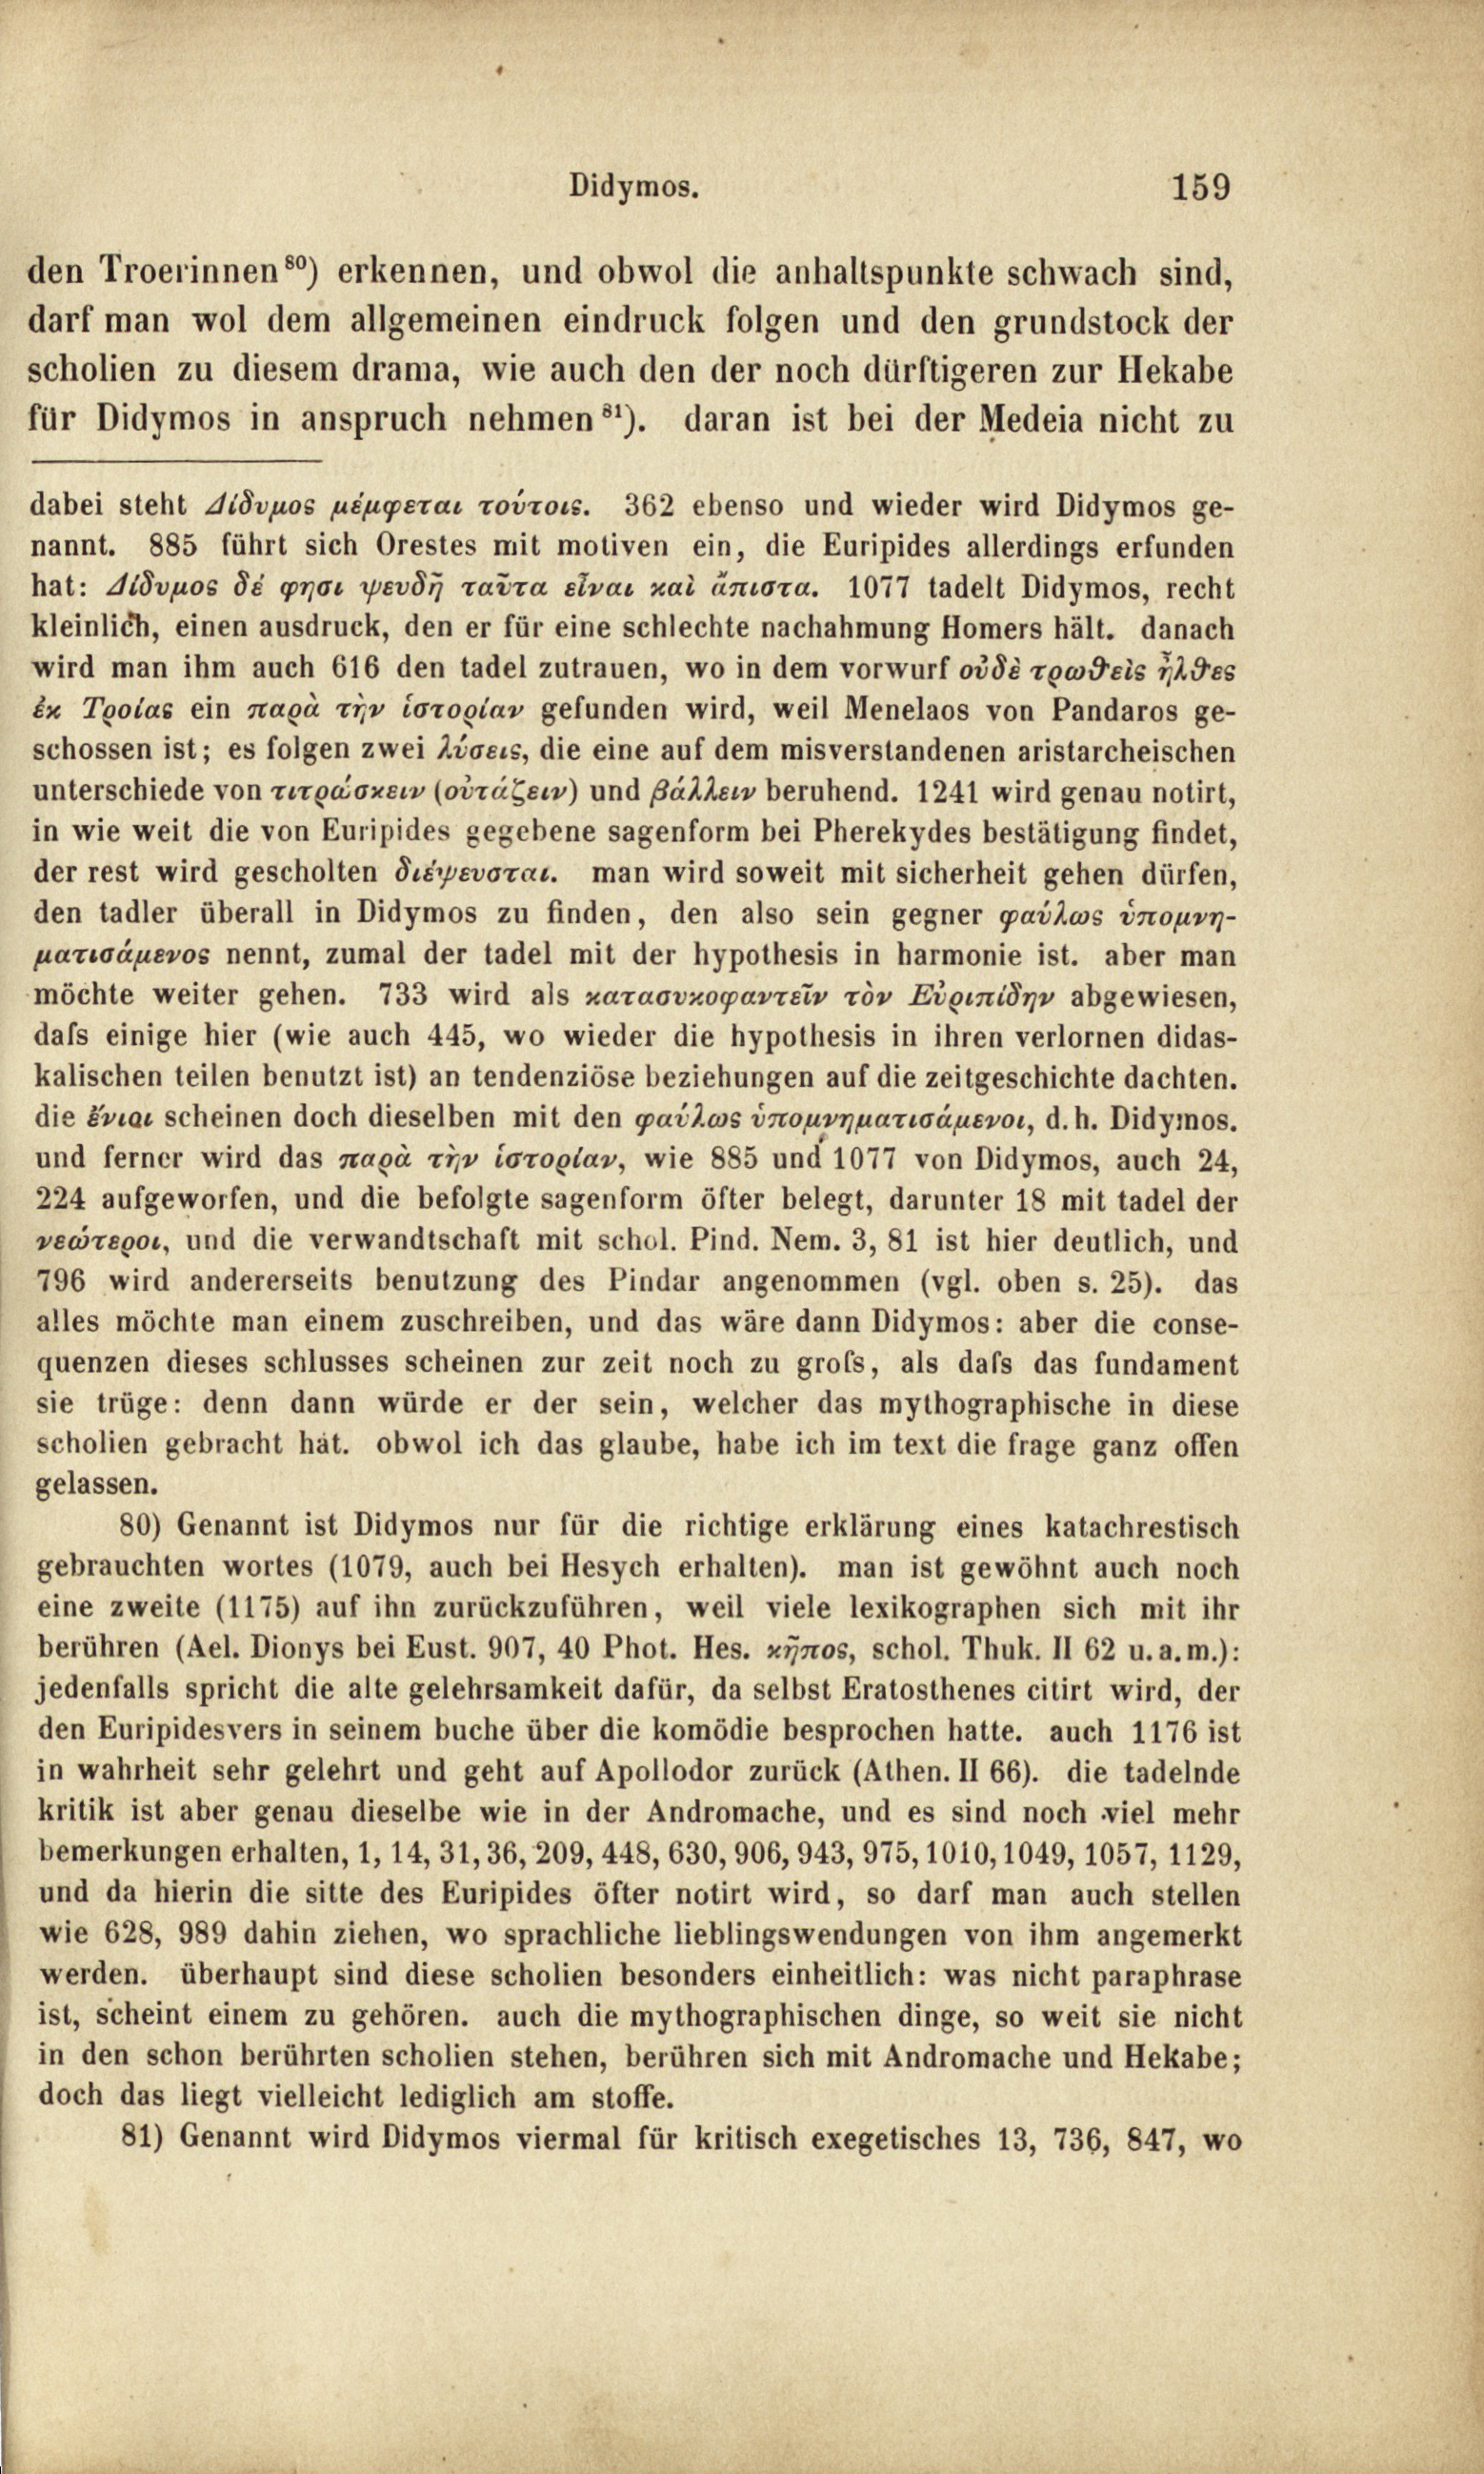 Didymos. 159
den Troerinnen⁸⁰) erkennen, und obwol die anhaltspunkte schwach sind,
darf man wol dem allgemeinen eindruck folgen und den grundstock der
scholien zu diesem drama, wie auch den der noch dürftigeren zur Hekabe
für Didymos in anspruch nehmen⁸¹). daran ist bei der Medeia nicht zu
dabei steht Δίδυμος μέμφεται τούτοις. 362 ebenso und wieder wird Didymos ge-
nannt. 885 führt sich Orestes mit motiven ein, die Euripides allerdings erfunden
hat: Δίδυμος δέ φησι ψευδῆ ταῦτα εἶναι καὶ ἄπιστα. 1077 tadelt Didymos, recht
kleinlich, einen ausdruck, den er für eine schlechte nachahmung Homers hält. danach
wird man ihm auch 616 den tadel zutrauen, wo in dem vorwurf οὐδὲ τρωθεὶς ἦλθες
ἐκ Τροίας ein παρὰ τὴν ἱστορίαν gefunden wird, weil Menelaos von Pandaros ge-
schossen ist; es folgen zwei λύσεις, die eine auf dem misverstandenen aristarcheischen
unterschiede von τιτρώσκειν (οὐτάζειν) und βάλλειν beruhend. 1241 wird genau notirt,
in wie weit die von Euripides gegebene sagenform bei Pherekydes bestätigung findet,
der rest wird gescholten διέψευσται. man wird soweit mit sicherheit gehen dürfen,
den tadler überall in Didymos zu finden, den also sein gegner φαύλως ὑπομνη-
ματισάμενος nennt, zumal der tadel mit der hypothesis in harmonie ist. aber man
möchte weiter gehen. 733 wird als κατασυκοφαντεῖν τὸν Εὐριπίδην abgewiesen,
daſs einige hier (wie auch 445, wo wieder die hypothesis in ihren verlornen didas-
kalischen teilen benutzt ist) an tendenziöse beziehungen auf die zeitgeschichte dachten.
die ἔνιοι scheinen doch dieselben mit den φαύλως ὑπομνηματισάμενοι, d. h. Didymos.
und ferner wird das παρὰ τὴν ἱστορίαν, wie 885 und 1077 von Didymos, auch 24,
224 aufgeworfen, und die befolgte sagenform öfter belegt, darunter 18 mit tadel der
νεώτεροι, und die verwandtschaft mit schol. Pind. Nem. 3, 81 ist hier deutlich, und
796 wird andererseits benutzung des Pindar angenommen (vgl. oben s. 25). das
alles möchte man einem zuschreiben, und das wäre dann Didymos: aber die conse-
quenzen dieses schlusses scheinen zur zeit noch zu groſs, als daſs das fundament
sie trüge: denn dann würde er der sein, welcher das mythographische in diese
scholien gebracht hat. obwol ich das glaube, habe ich im text die frage ganz offen
gelassen.
80) Genannt ist Didymos nur für die richtige erklärung eines katachrestisch
gebrauchten wortes (1079, auch bei Hesych erhalten). man ist gewöhnt auch noch
eine zweite (1175) auf ihn zurückzuführen, weil viele lexikographen sich mit ihr
berühren (Ael. Dionys bei Eust. 907, 40 Phot. Hes. κῆπος, schol. Thuk. II 62 u. a. m.):
jedenfalls spricht die alte gelehrsamkeit dafür, da selbst Eratosthenes citirt wird, der
den Euripidesvers in seinem buche über die komödie besprochen hatte. auch 1176 ist
in wahrheit sehr gelehrt und geht auf Apollodor zurück (Athen. II 66). die tadelnde
kritik ist aber genau dieselbe wie in der Andromache, und es sind noch viel mehr
bemerkungen erhalten, 1, 14, 31, 36, 209, 448, 630, 906, 943, 975, 1010, 1049, 1057, 1129,
und da hierin die sitte des Euripides öfter notirt wird, so darf man auch stellen
wie 628, 989 dahin ziehen, wo sprachliche lieblingswendungen von ihm angemerkt
werden. überhaupt sind diese scholien besonders einheitlich: was nicht paraphrase
ist, scheint einem zu gehören. auch die mythographischen dinge, so weit sie nicht
in den schon berührten scholien stehen, berühren sich mit Andromache und Hekabe;
doch das liegt vielleicht lediglich am stoffe.
81) Genannt wird Didymos viermal für kritisch exegetisches 13, 736, 847, wo